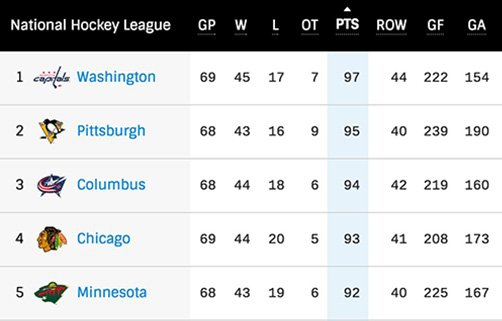 National Hockey League GP W L OT PTS ROW GF GA
1 capitals Washington 69 45 17 7 97 44 222 154
2 Pittsburgh 68 43 16 9 95 40 239 190
3 Columbus 68 44 18 6 94 42 219 160
4 Chicago 69 44 20 5 93 41 208 173
5 Minnesota 68 43 19 6 92 40 225 167